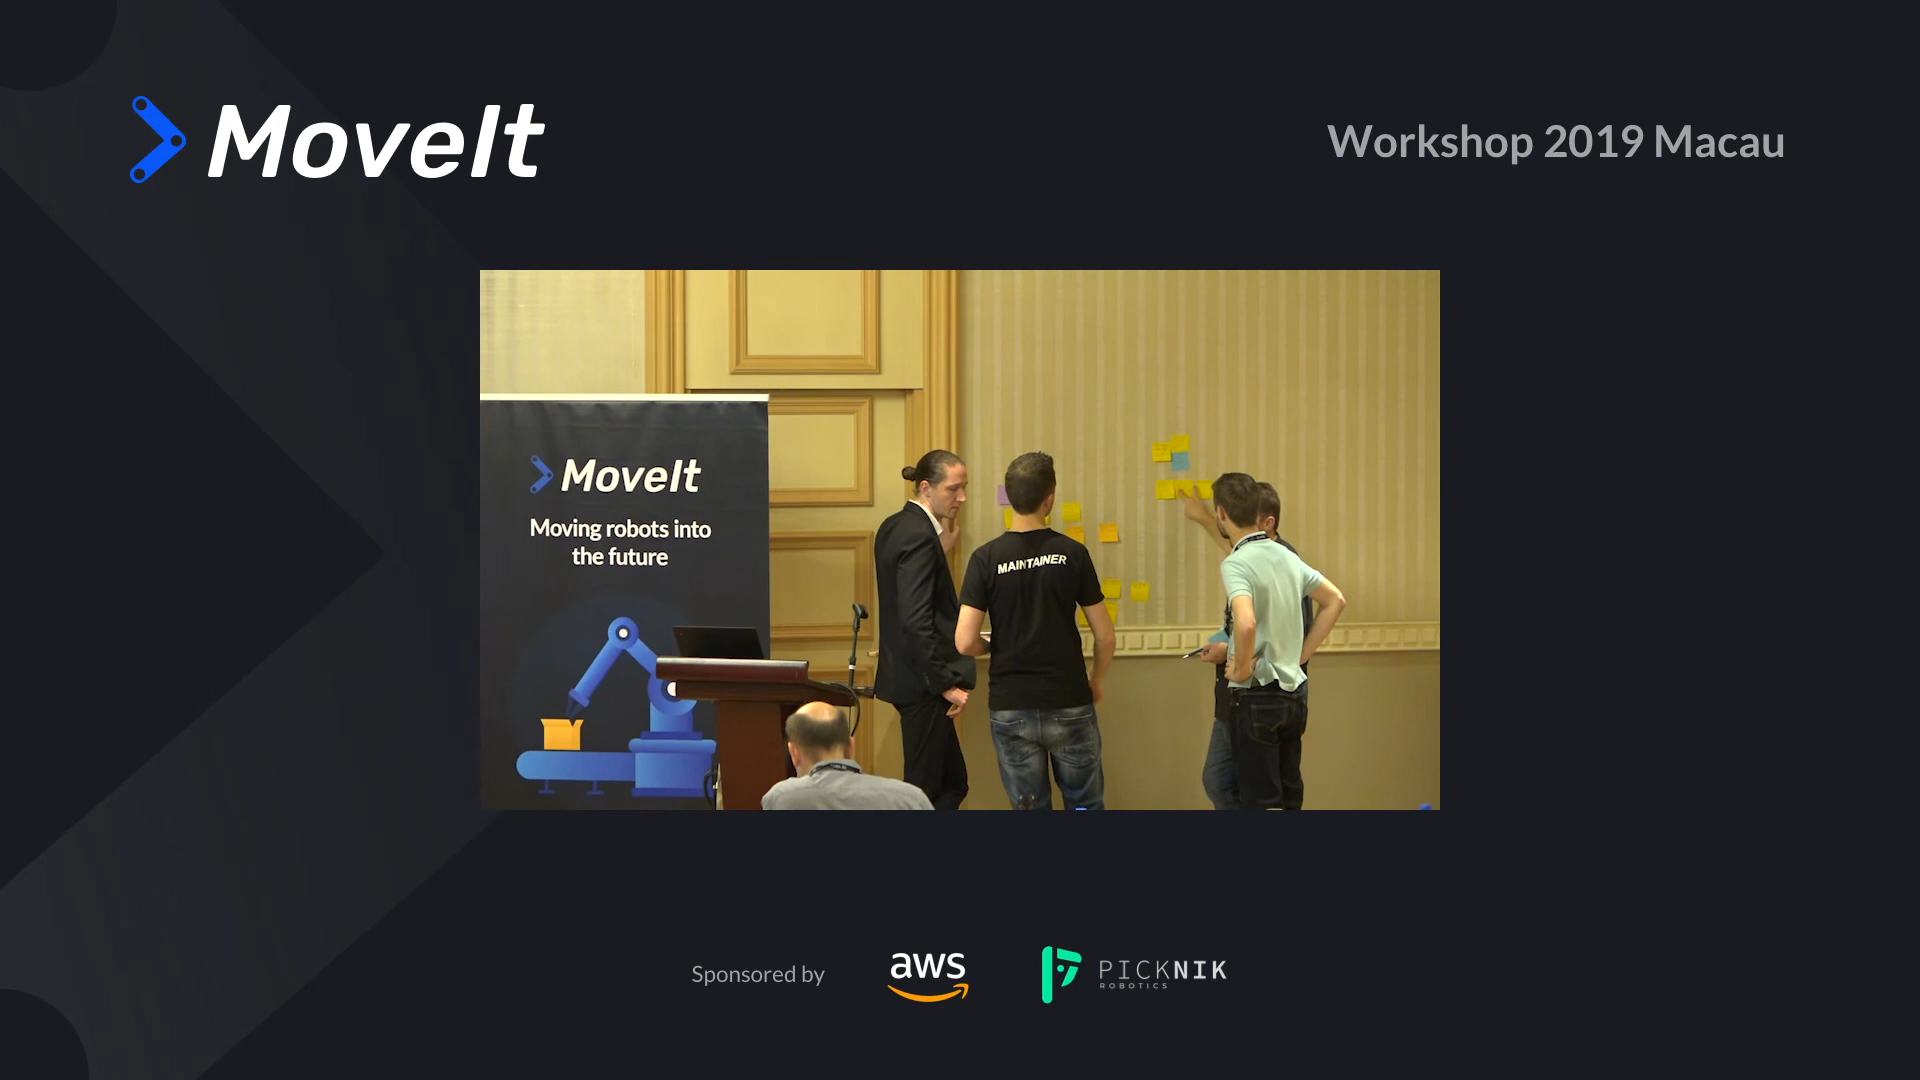 MoveIt
Workshop 2019 Macau
MoveIt
Moving robots into
the future
MAINTAINER
Sponsored by
aws
PICKNIK
ROBOTICS